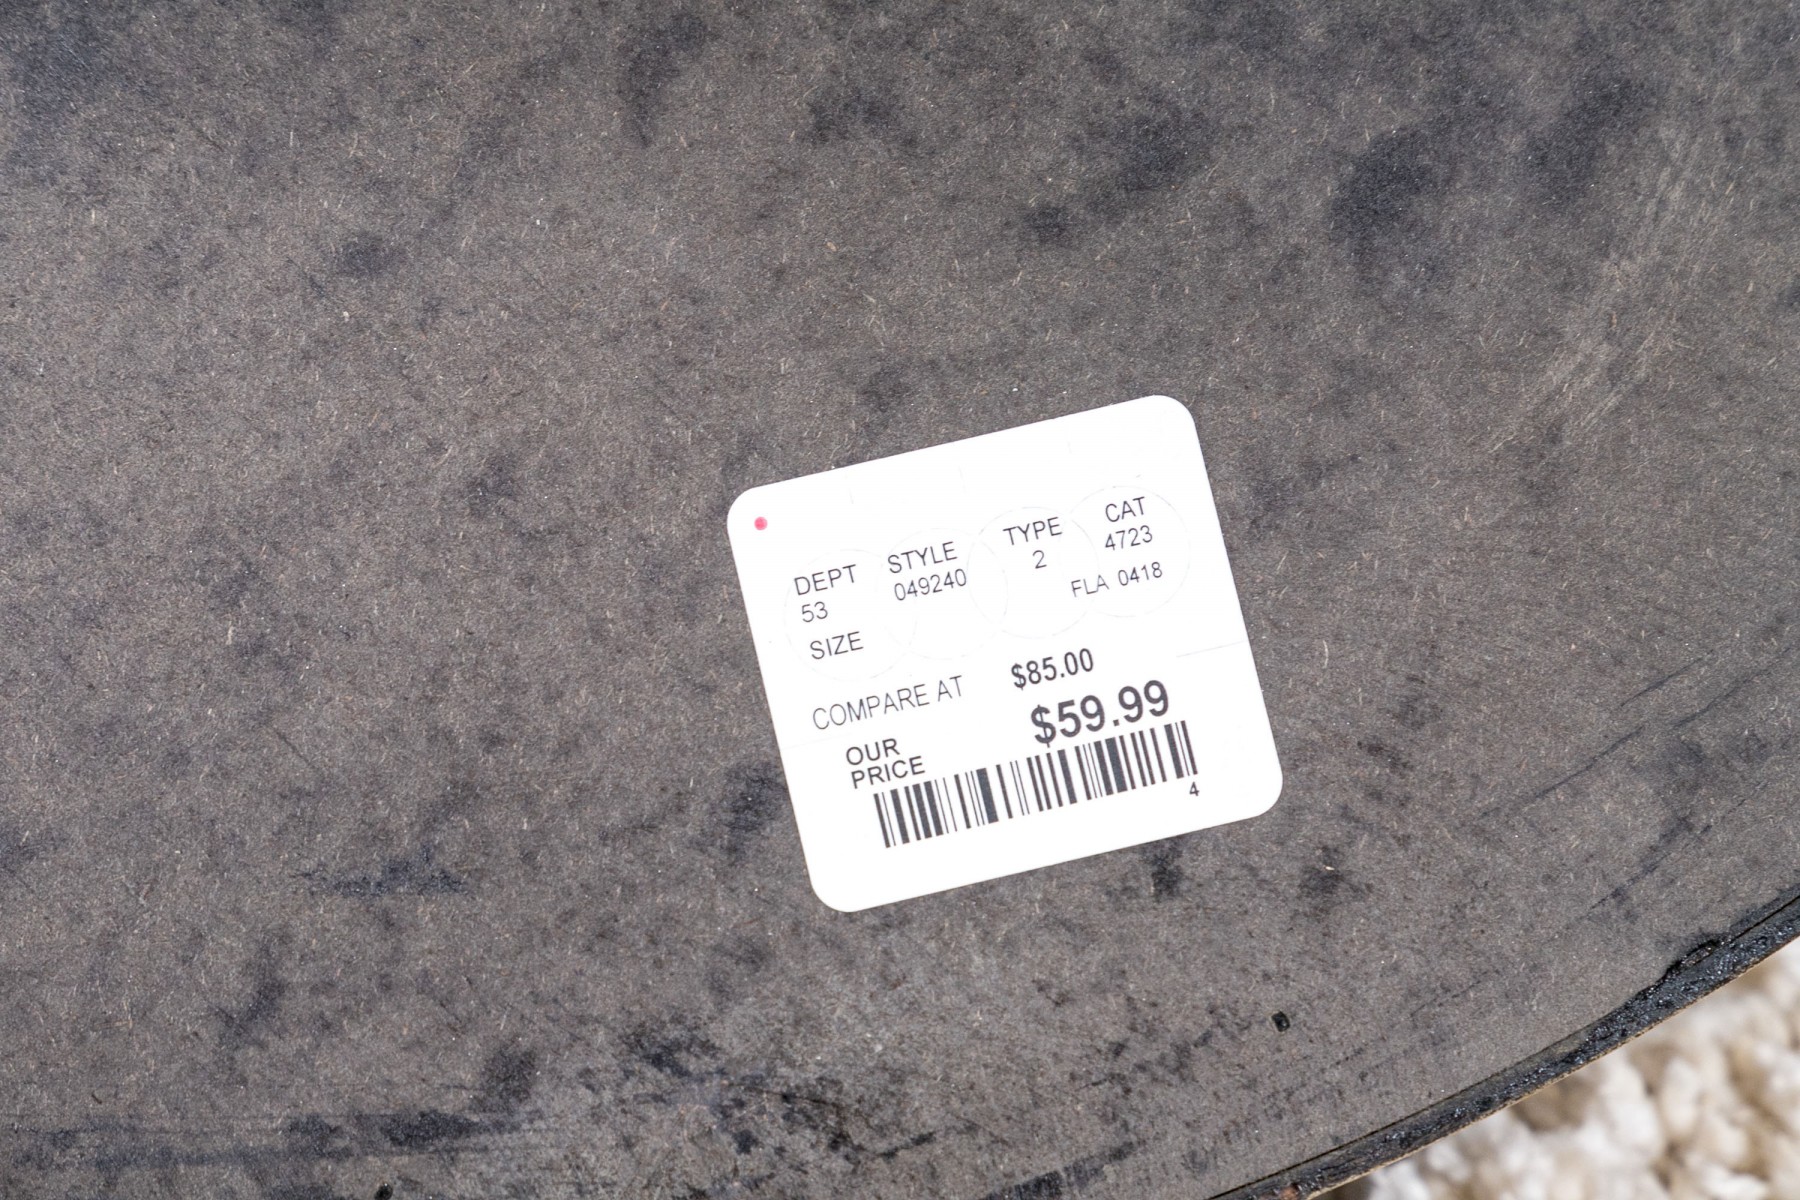 DEPT STYLE TYPE CAT
53 049240 2 4723
SIZE FLA 0418
COMPARE AT $85.00
OUR PRICE $59.99
4